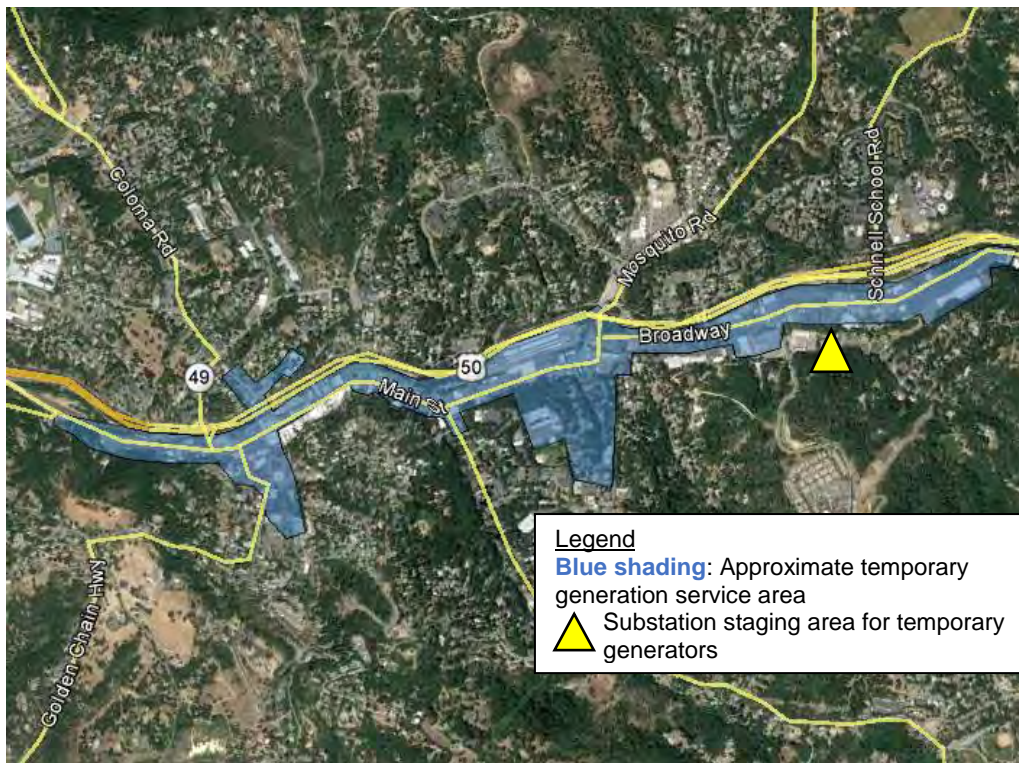 Coloma Rd
Mosquito Rd
Schnell School Rd
Broadway
50
49
Main St
Golden Chain Hwy
Legend
Blue shading: Approximate temporary
generation service area
Substation staging area for temporary
generators